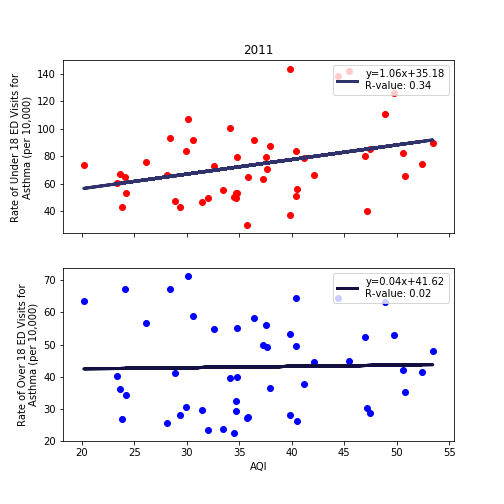 2011
Rate of Under 18 ED Visits for
Asthma (per 10,000)
140
120
100
80
60
40
y=1.06x+35.18
R-value: 0.34
Rate of Over 18 ED Visits for
Asthma (per 10,000)
70
60
50
40
30
20
y=0.04x+41.62
R-value: 0.02
20 25 30 35 40 45 50 55
AQI